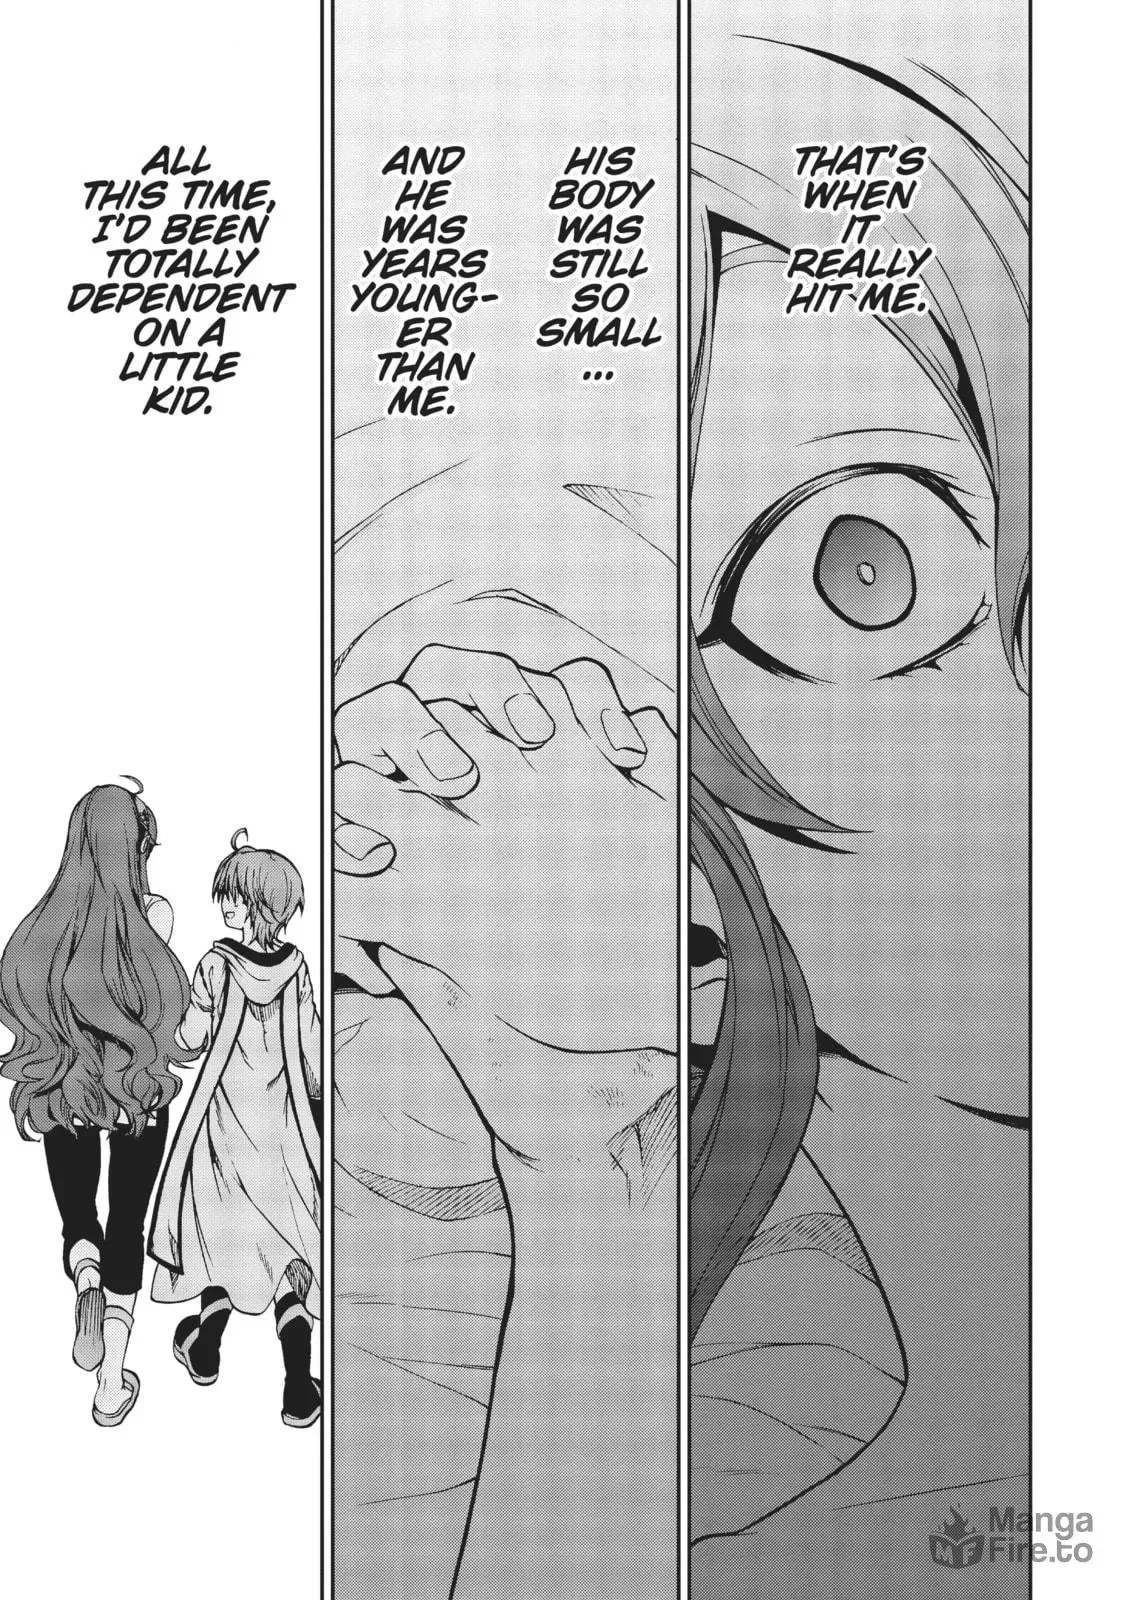 THAT'S
WHEN
IT
REALLY
HIT ME.
HIS
BODY
WAS
STILL
SO
SMALL
...
AND
HE
WAS
YEARS
YOUNG-
ER
THAN
ME.
ALL
THIS TIME,
I'D BEEN
TOTALLY
DEPENDENT
ON A
LITTLE
KID.
MF
Manga
Fire.to